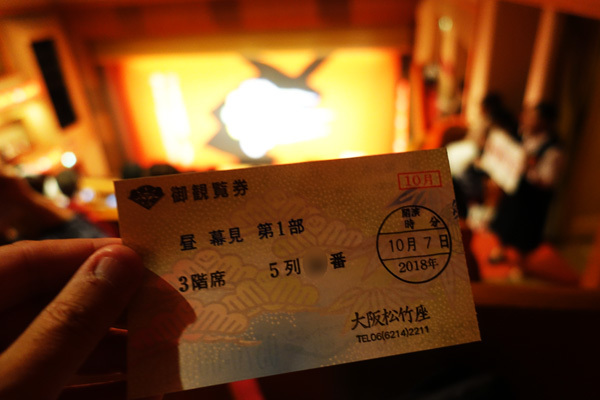 御観覧券
10月
昼 幕見 第1部
開演
時 分
10月7日
2018年
3階席 5列 番
大阪松竹座
TEL06(6214)2211